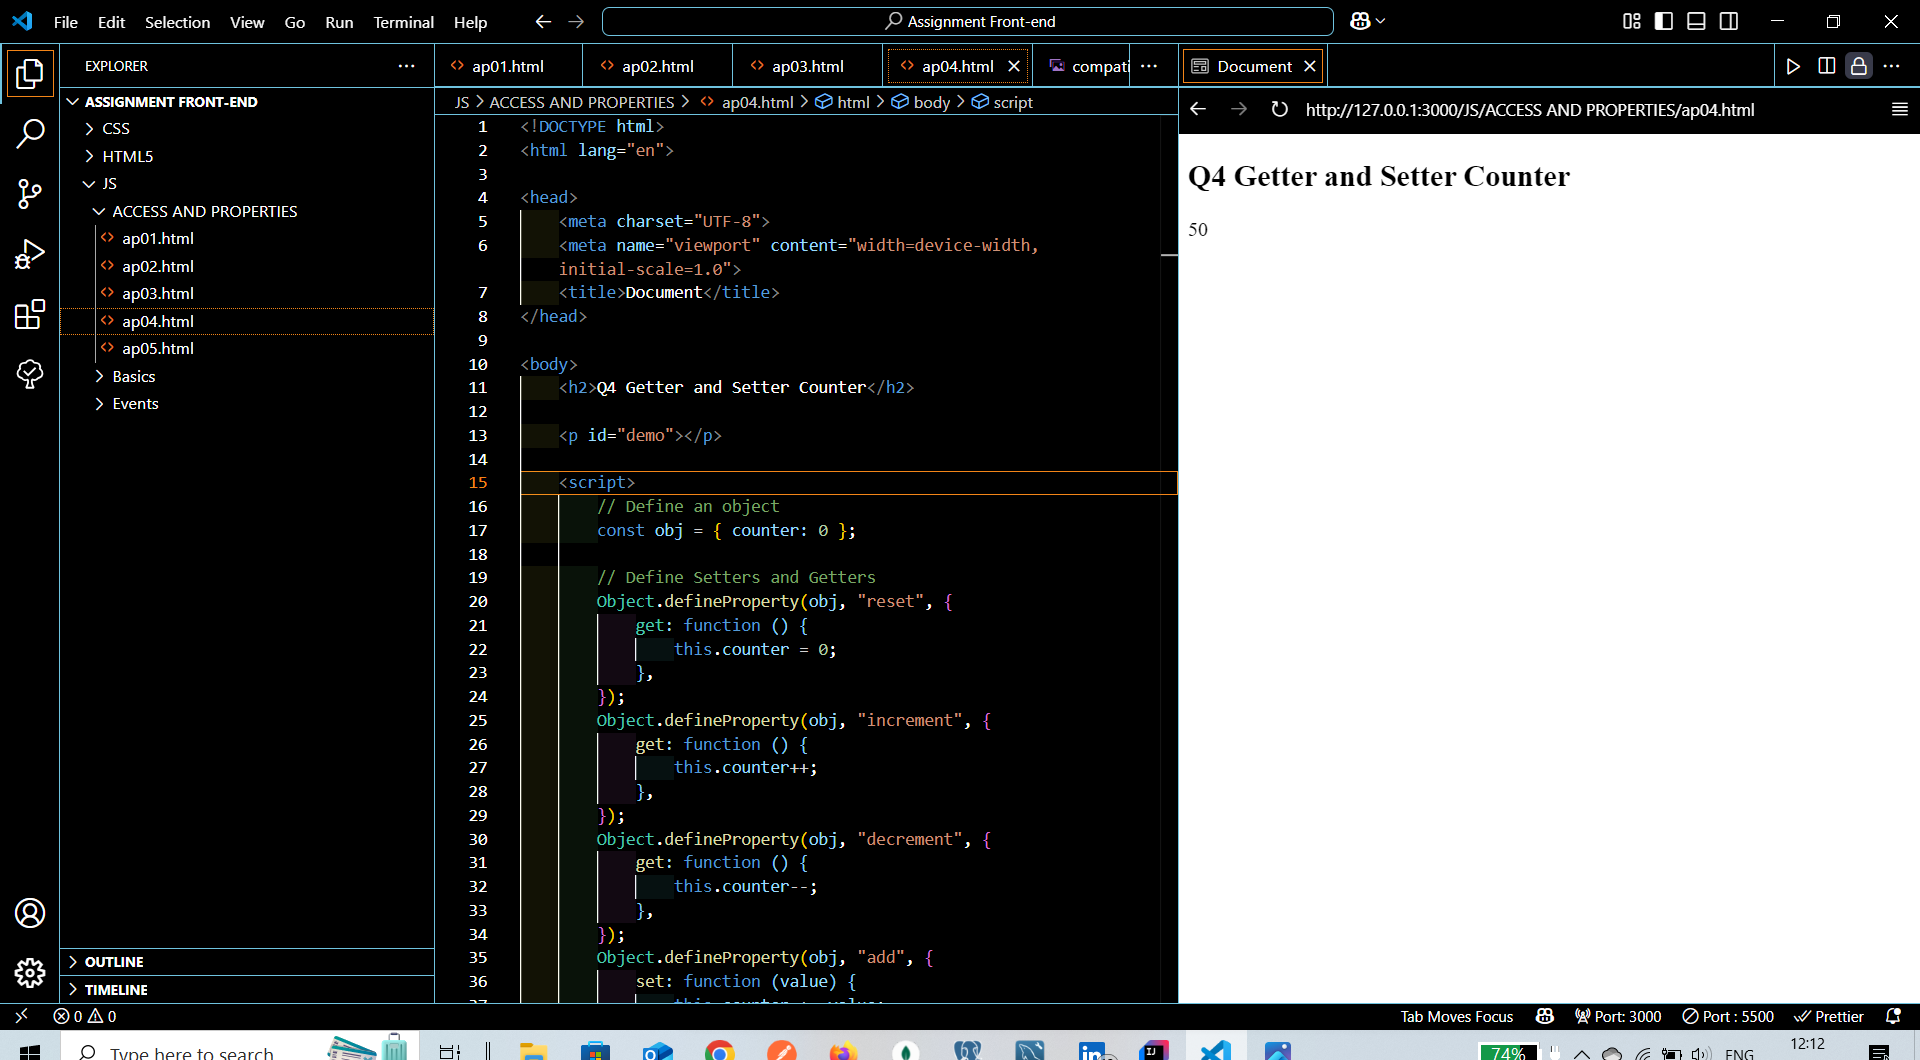 File Edit Selection View Go Run Terminal Help
Assignment Front-end
EXPLORER
ASSIGNMENT FRONT-END
CSS
HTML5
JS
ACCESS AND PROPERTIES
ap01.html
ap02.html
ap03.html
ap04.html
ap05.html
Basics
Events
OUTLINE
TIMELINE
ap01.html ap02.html ap03.html ap04.html compati
JS > ACCESS AND PROPERTIES > ap04.html > html > body > script
1 <!DOCTYPE html>
2 <html lang="en">
3
4 <head>
5 <meta charset="UTF-8">
6 <meta name="viewport" content="width=device-width,
initial-scale=1.0">
7 <title>Document</title>
8 </head>
9
10 <body>
11 <h2>Q4 Getter and Setter Counter</h2>
12
13 <p id="demo"></p>
14
15 <script>
16 // Define an object
17 const obj = { counter: 0 };
18
19 // Define Setters and Getters
20 Object.defineProperty(obj, "reset", {
21 get: function () {
22 this.counter = 0;
23 },
24 });
25 Object.defineProperty(obj, "increment", {
26 get: function () {
27 this.counter++;
28 },
29 });
30 Object.defineProperty(obj, "decrement", {
31 get: function () {
32 this.counter--;
33 },
34 });
35 Object.defineProperty(obj, "add", {
36 set: function (value) {
Document
http://127.0.0.1:3000/JS/ACCESS AND PROPERTIES/ap04.html
Q4 Getter and Setter Counter
50
0 0
Tab Moves Focus Port: 3000 Port : 5500 Prettier
Type here to search
74% ENG 12:12